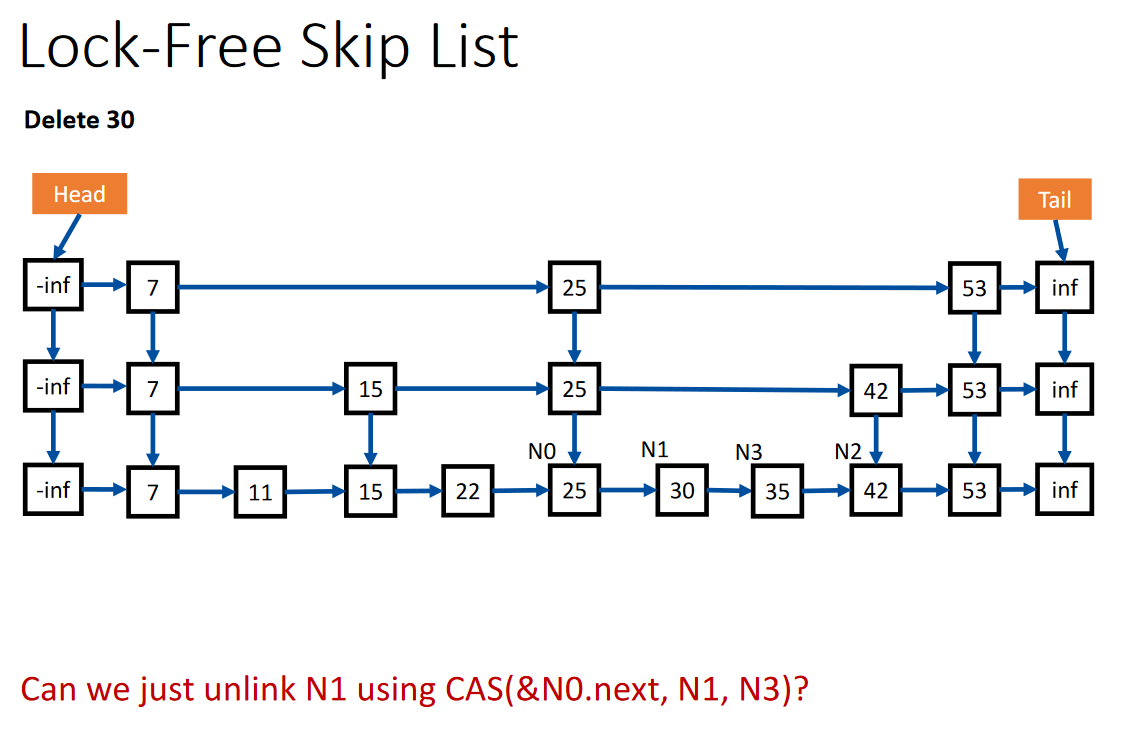 Lock-Free Skip List
Delete 30
Head
Tail
-inf 7 25 53 inf
-inf 7 15 25 42 53 inf
N0 N1 N3 N2
-inf 7 11 15 22 25 30 35 42 53 inf
Can we just unlink N1 using CAS(&N0.next, N1, N3)?